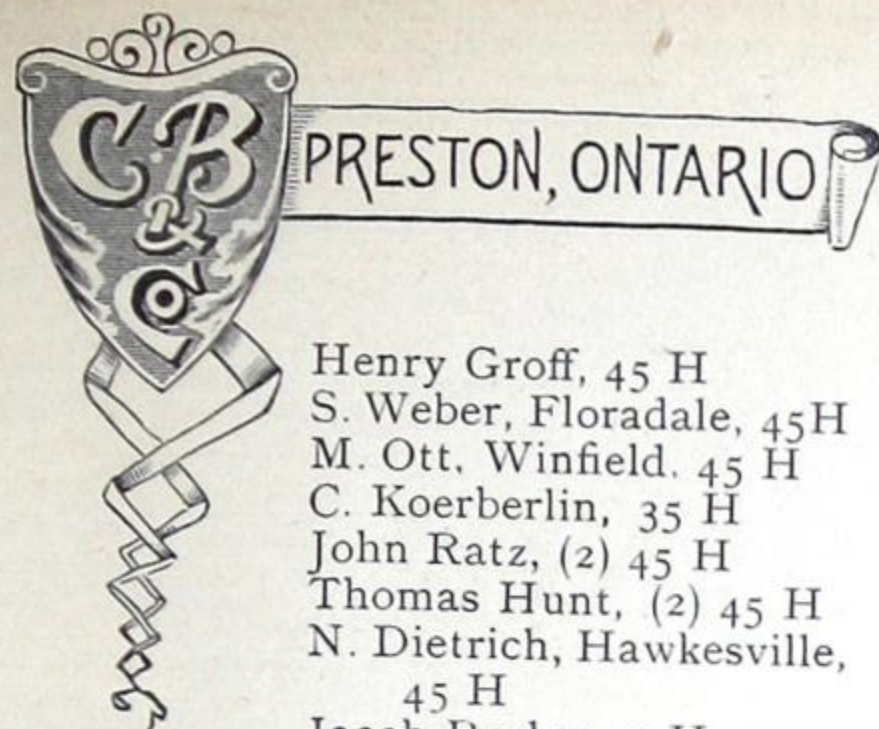 C. B
& Co
PRESTON, ONTARIO
Henry Groff, 45 H
S. Weber, Floradale, 45H
M. Ott, Winfield. 45 H
C. Koerberlin, 35 H
John Ratz, (2) 45 H
Thomas Hunt, (2) 45 H
N. Dietrich, Hawkesville,
45 H